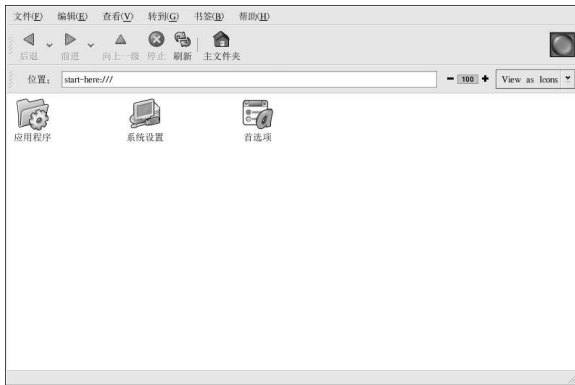 文件(F) 编辑(E) 查看(V) 转到(G) 书签(B) 帮助(H)
后退 前进 向上一级 停止 刷新 主文件夹
位置: start-here:/// 100 View as Icons
应用程序 系统设置 首选项